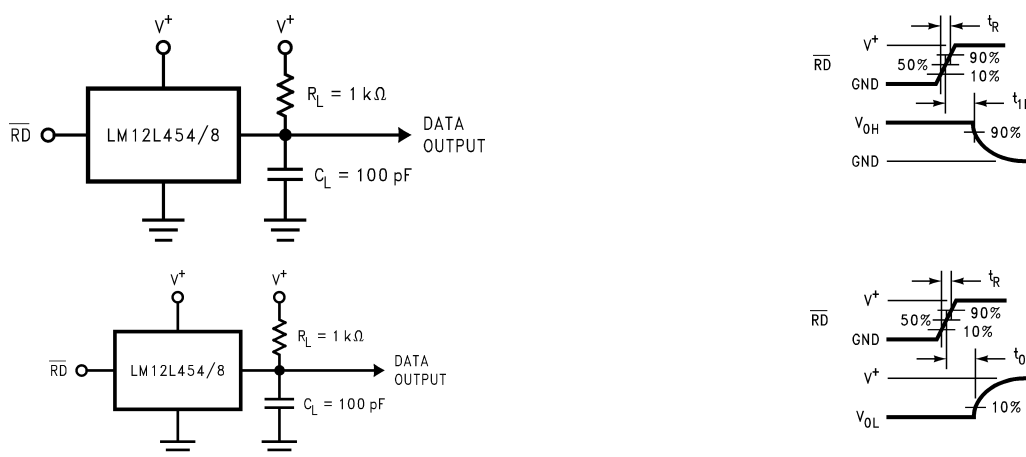 V+
V+
RD
LM12L454/8
RL = 1 kΩ
DATA
OUTPUT
CL = 100 pF
tR
V+
RD
50%
90%
10%
GND
VOH
90%
GND
V+
V+
RD
LM12L454/8
RL = 1 kΩ
DATA
OUTPUT
CL = 100 pF
tR
V+
RD
50%
90%
10%
GND
V+
10%
VOL